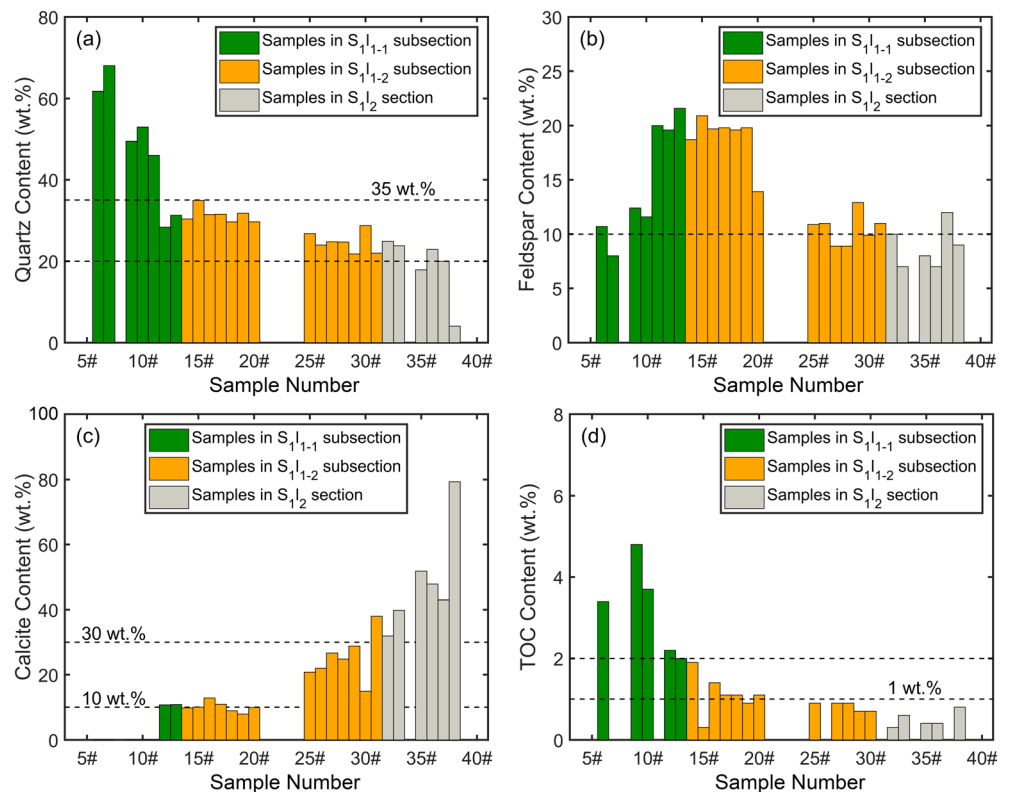 (a)
Samples in S1l1-1 subsection
Samples in S1l1-2 subsection
Samples in S1l2 section
35 wt.%
80
60
40
20
0
Quartz Content (wt.%)
5# 10# 15# 20# 25# 30# 35# 40#
Sample Number
(b)
Samples in S1l1-1 subsection
Samples in S1l1-2 subsection
Samples in S1l2 section
30
25
20
15
10
5
0
Feldspar Content (wt.%)
5# 10# 15# 20# 25# 30# 35# 40#
Sample Number
(c)
Samples in S1l1-1 subsection
Samples in S1l1-2 subsection
Samples in S1l2 section
30 wt.%
10 wt.%
100
80
60
40
20
0
Calcite Content (wt.%)
5# 10# 15# 20# 25# 30# 35# 40#
Sample Number
(d)
Samples in S1l1-1 subsection
Samples in S1l1-2 subsection
Samples in S1l2 section
1 wt.%
8
6
4
2
0
TOC Content (wt.%)
5# 10# 15# 20# 25# 30# 35# 40#
Sample Number